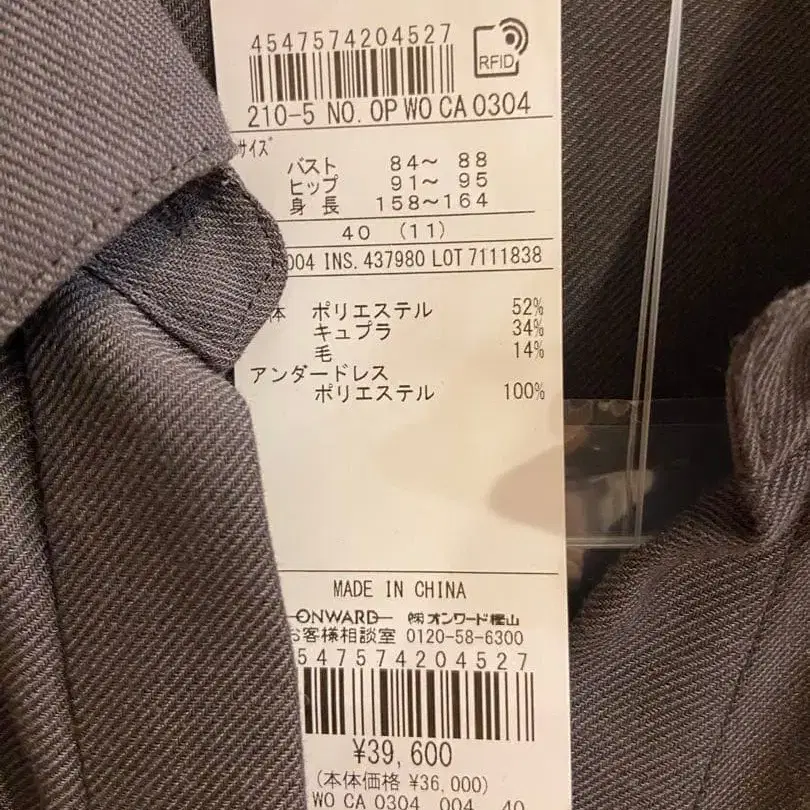 4547574204527
RFID
210-5 NO. OP WO CA 0304
サイズ
バスト 84～ 88
ヒップ 91～ 95
身 長 158～164
40 (11)
004 INS. 437980 LOT 7111838
体 ポリエステル 52%
キュプラ 34%
毛 14%
アンダードレス
ポリエステル 100%
MADE IN CHINA
ONWARD ㈱オンワード樫山
お客様相談室 0120-58-6300
547574204527
¥39,600
(本体価格 ¥36,000)
WO CA 0304 004 40